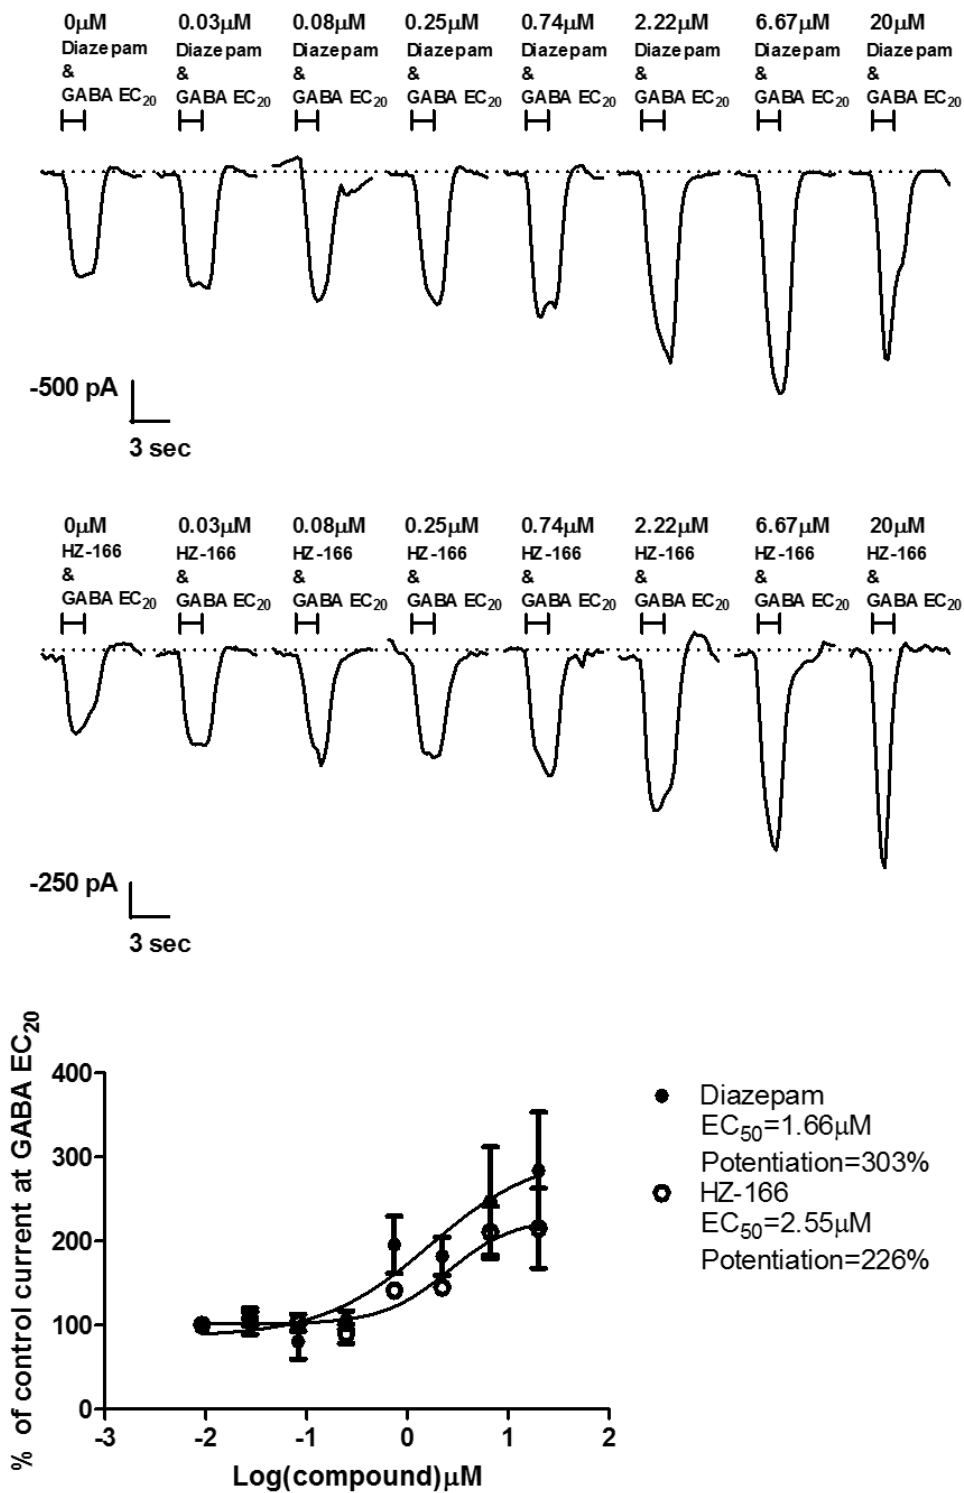 0μM 0.03μM 0.08μM 0.25μM 0.74μM 2.22μM 6.67μM 20μM
Diazepam Diazepam Diazepam Diazepam Diazepam Diazepam Diazepam Diazepam
& & & & & & & &
GABA EC20 GABA EC20 GABA EC20 GABA EC20 GABA EC20 GABA EC20 GABA EC20 GABA EC20
-500 pA
3 sec
0μM 0.03μM 0.08μM 0.25μM 0.74μM 2.22μM 6.67μM 20μM
HZ-166 HZ-166 HZ-166 HZ-166 HZ-166 HZ-166 HZ-166 HZ-166
& & & & & & & &
GABA EC20 GABA EC20 GABA EC20 GABA EC20 GABA EC20 GABA EC20 GABA EC20 GABA EC20
-250 pA
3 sec
% of control current at GABA EC20
400
300
200
100
0
-3 -2 -1 0 1 2
Log(compound)μM
Diazepam
EC50=1.66μM
Potentiation=303%
HZ-166
EC50=2.55μM
Potentiation=226%